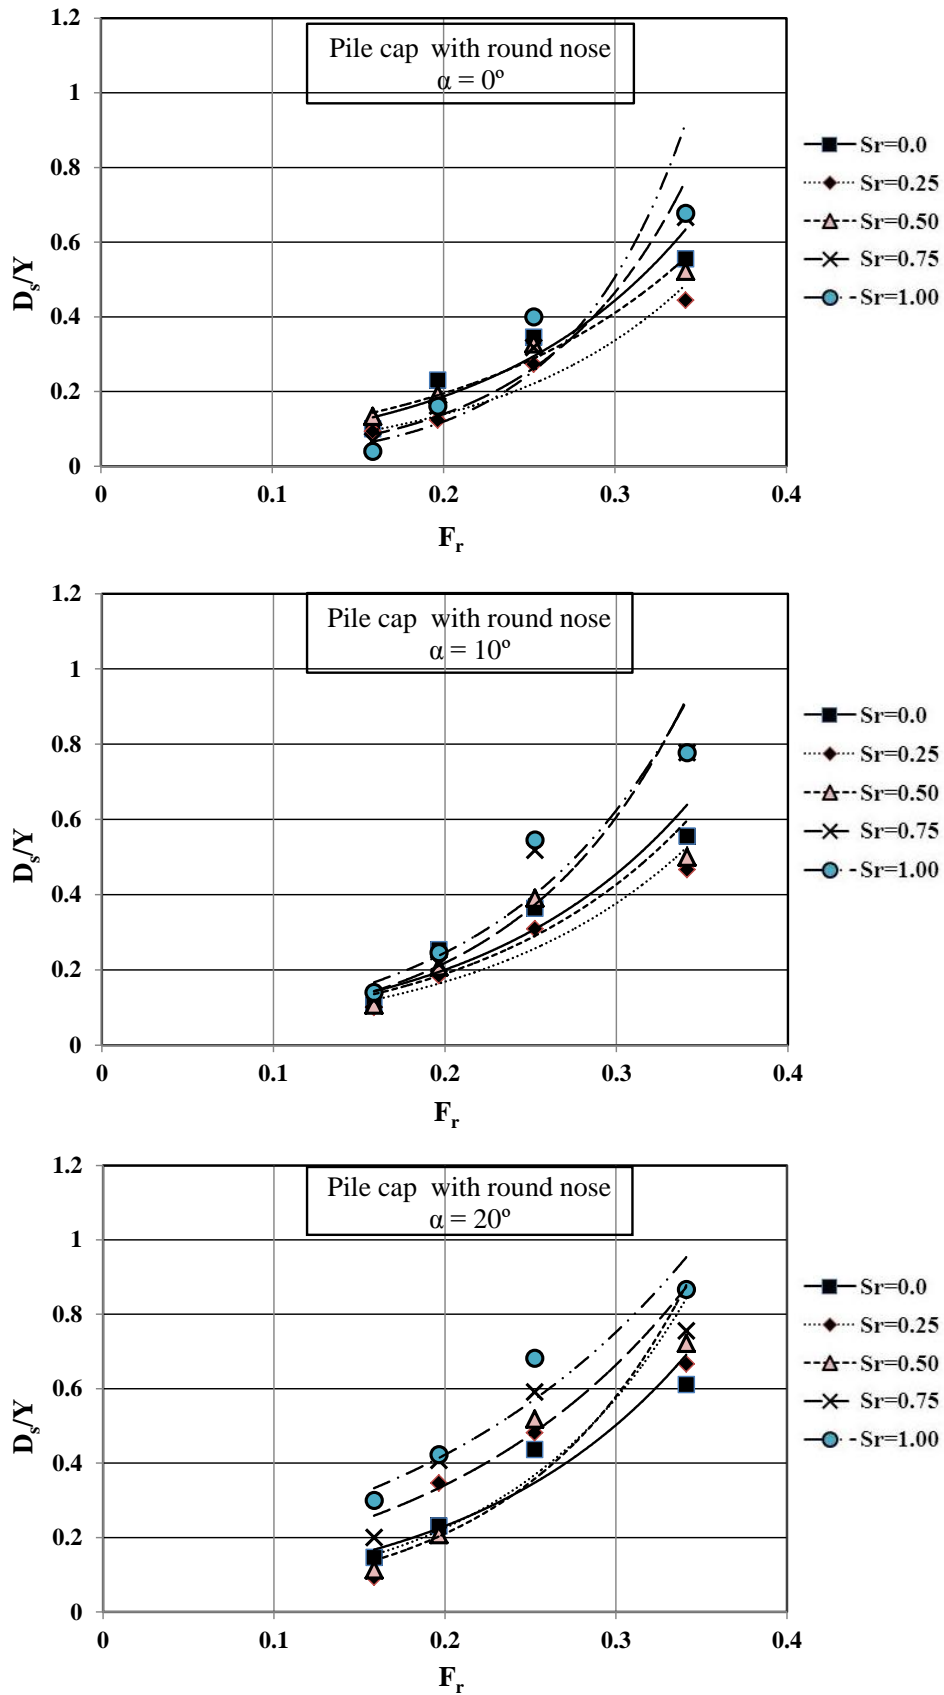 Pile cap with round nose
α = 0º
1.2
1
0.8
0.6
0.4
0.2
0
0
0.1
0.2
0.3
0.4
Ds/Y
Fr
Sr=0.0
Sr=0.25
Sr=0.50
Sr=0.75
Sr=1.00
Pile cap with round nose
α = 10º
1.2
1
0.8
0.6
0.4
0.2
0
0
0.1
0.2
0.3
0.4
Ds/Y
Fr
Sr=0.0
Sr=0.25
Sr=0.50
Sr=0.75
Sr=1.00
Pile cap with round nose
α = 20º
1.2
1
0.8
0.6
0.4
0.2
0
0
0.1
0.2
0.3
0.4
Ds/Y
Fr
Sr=0.0
Sr=0.25
Sr=0.50
Sr=0.75
Sr=1.00